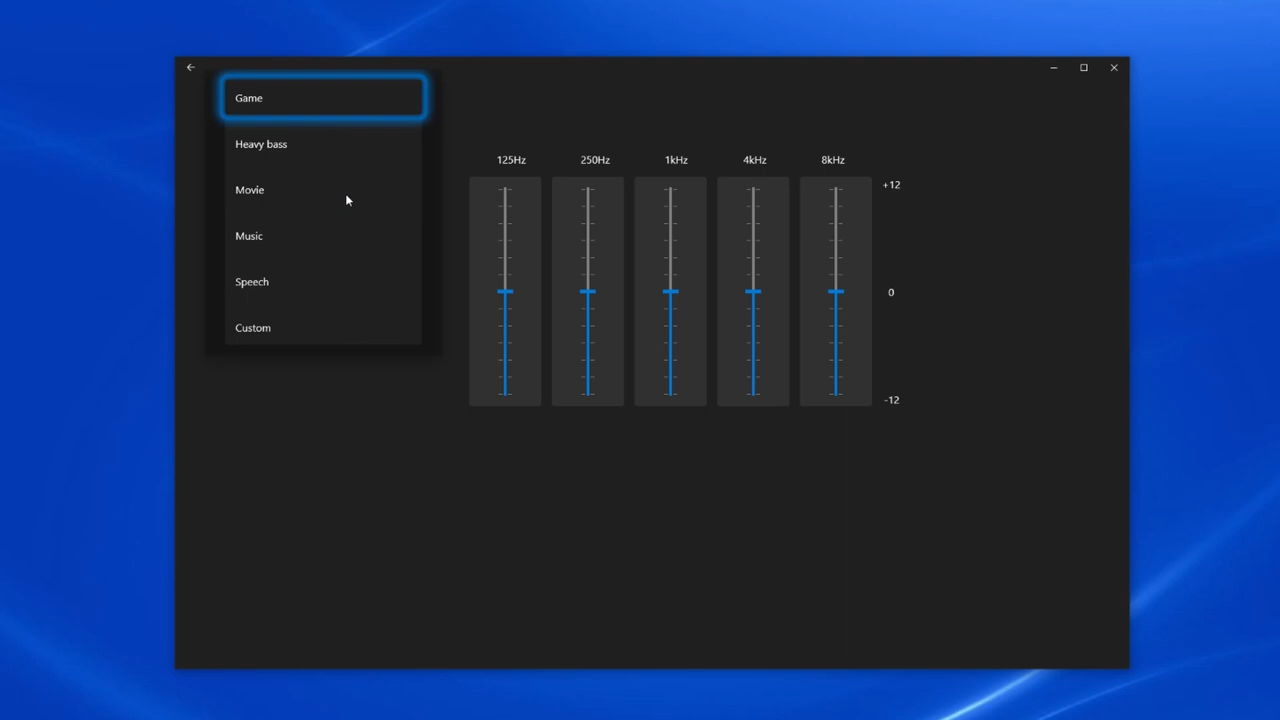 Game
Heavy bass
Movie
Music
Speech
Custom
125Hz 250Hz 1kHz 4kHz 8kHz
+12
0
-12